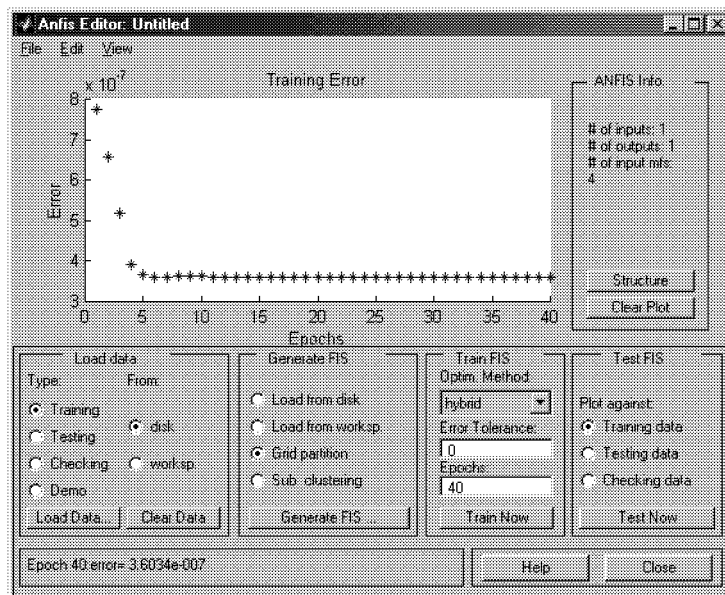 Anfis Editor: Untitled
File Edit View
x 10^-7
Training Error
8
7
6
5
4
3
Error
0 5 10 15 20 25 30 35 40
Epochs
ANFIS Info.
# of inputs: 1
# of outputs: 1
# of input mfs:
4
Structure
Clear Plot
Load data
Type: From:
Training
Testing
Checking
Demo
disk
worksp.
Load Data... Clear Data
Generate FIS
Load from disk
Load from worksp.
Grid partition
Sub. clustering
Generate FIS ...
Train FIS
Optim. Method:
hybrid
Error Tolerance:
0
Epochs:
40
Train Now
Test FIS
Plot against:
Training data
Testing data
Checking data
Test Now
Epoch 40:error= 3.6034e-007
Help Close